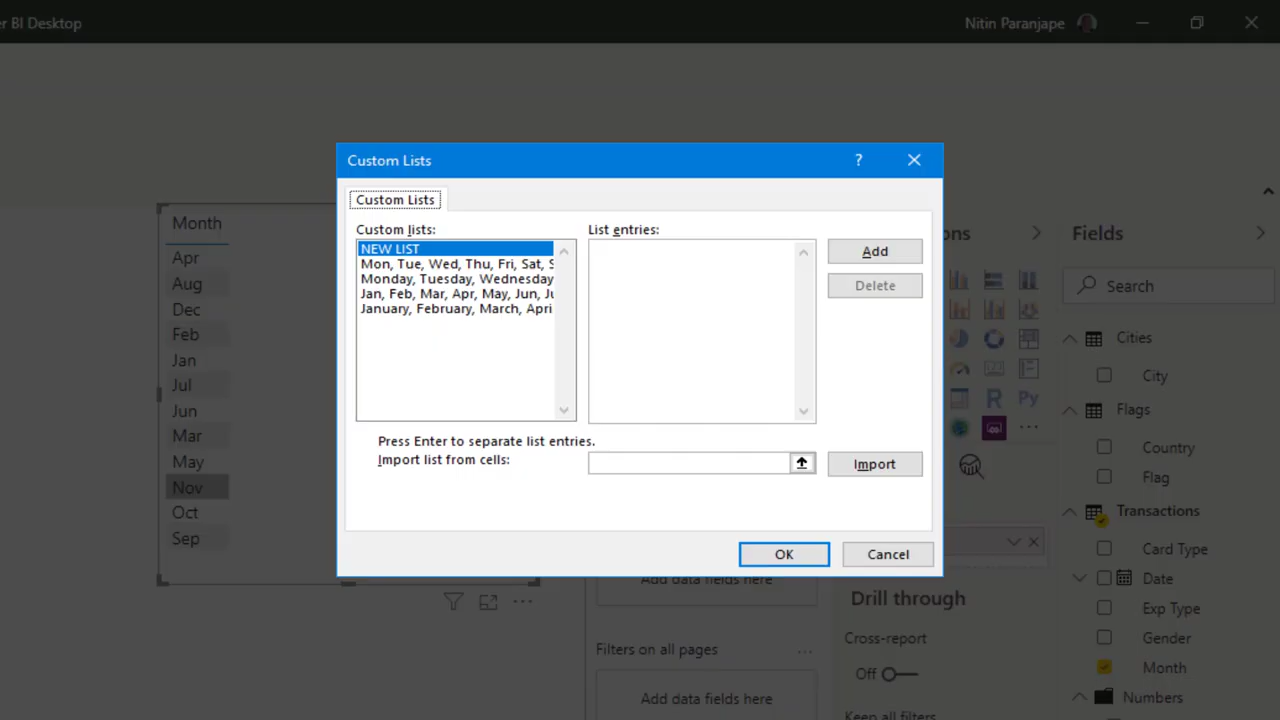 er BI Desktop
Nitin Paranjape
Custom Lists
?
Custom Lists
Custom lists:
NEW LIST
Mon, Tue, Wed, Thu, Fri, Sat, S
Monday, Tuesday, Wednesday
Jan, Feb, Mar, Apr, May, Jun, Ju
January, February, March, Apri
List entries:
Add
Delete
Press Enter to separate list entries.
Import list from cells:
Import
OK
Cancel
Month
Apr
Aug
Dec
Feb
Jan
Jul
Jun
Mar
May
Nov
Oct
Sep
Add data fields here
Filters on all pages
...
Add data fields here
ons
R
Py
...
Drill through
Cross-report
Off
Keep all filters
Fields
Search
Cities
City
Flags
Country
Flag
Transactions
Card Type
Date
Exp Type
Gender
Month
Numbers